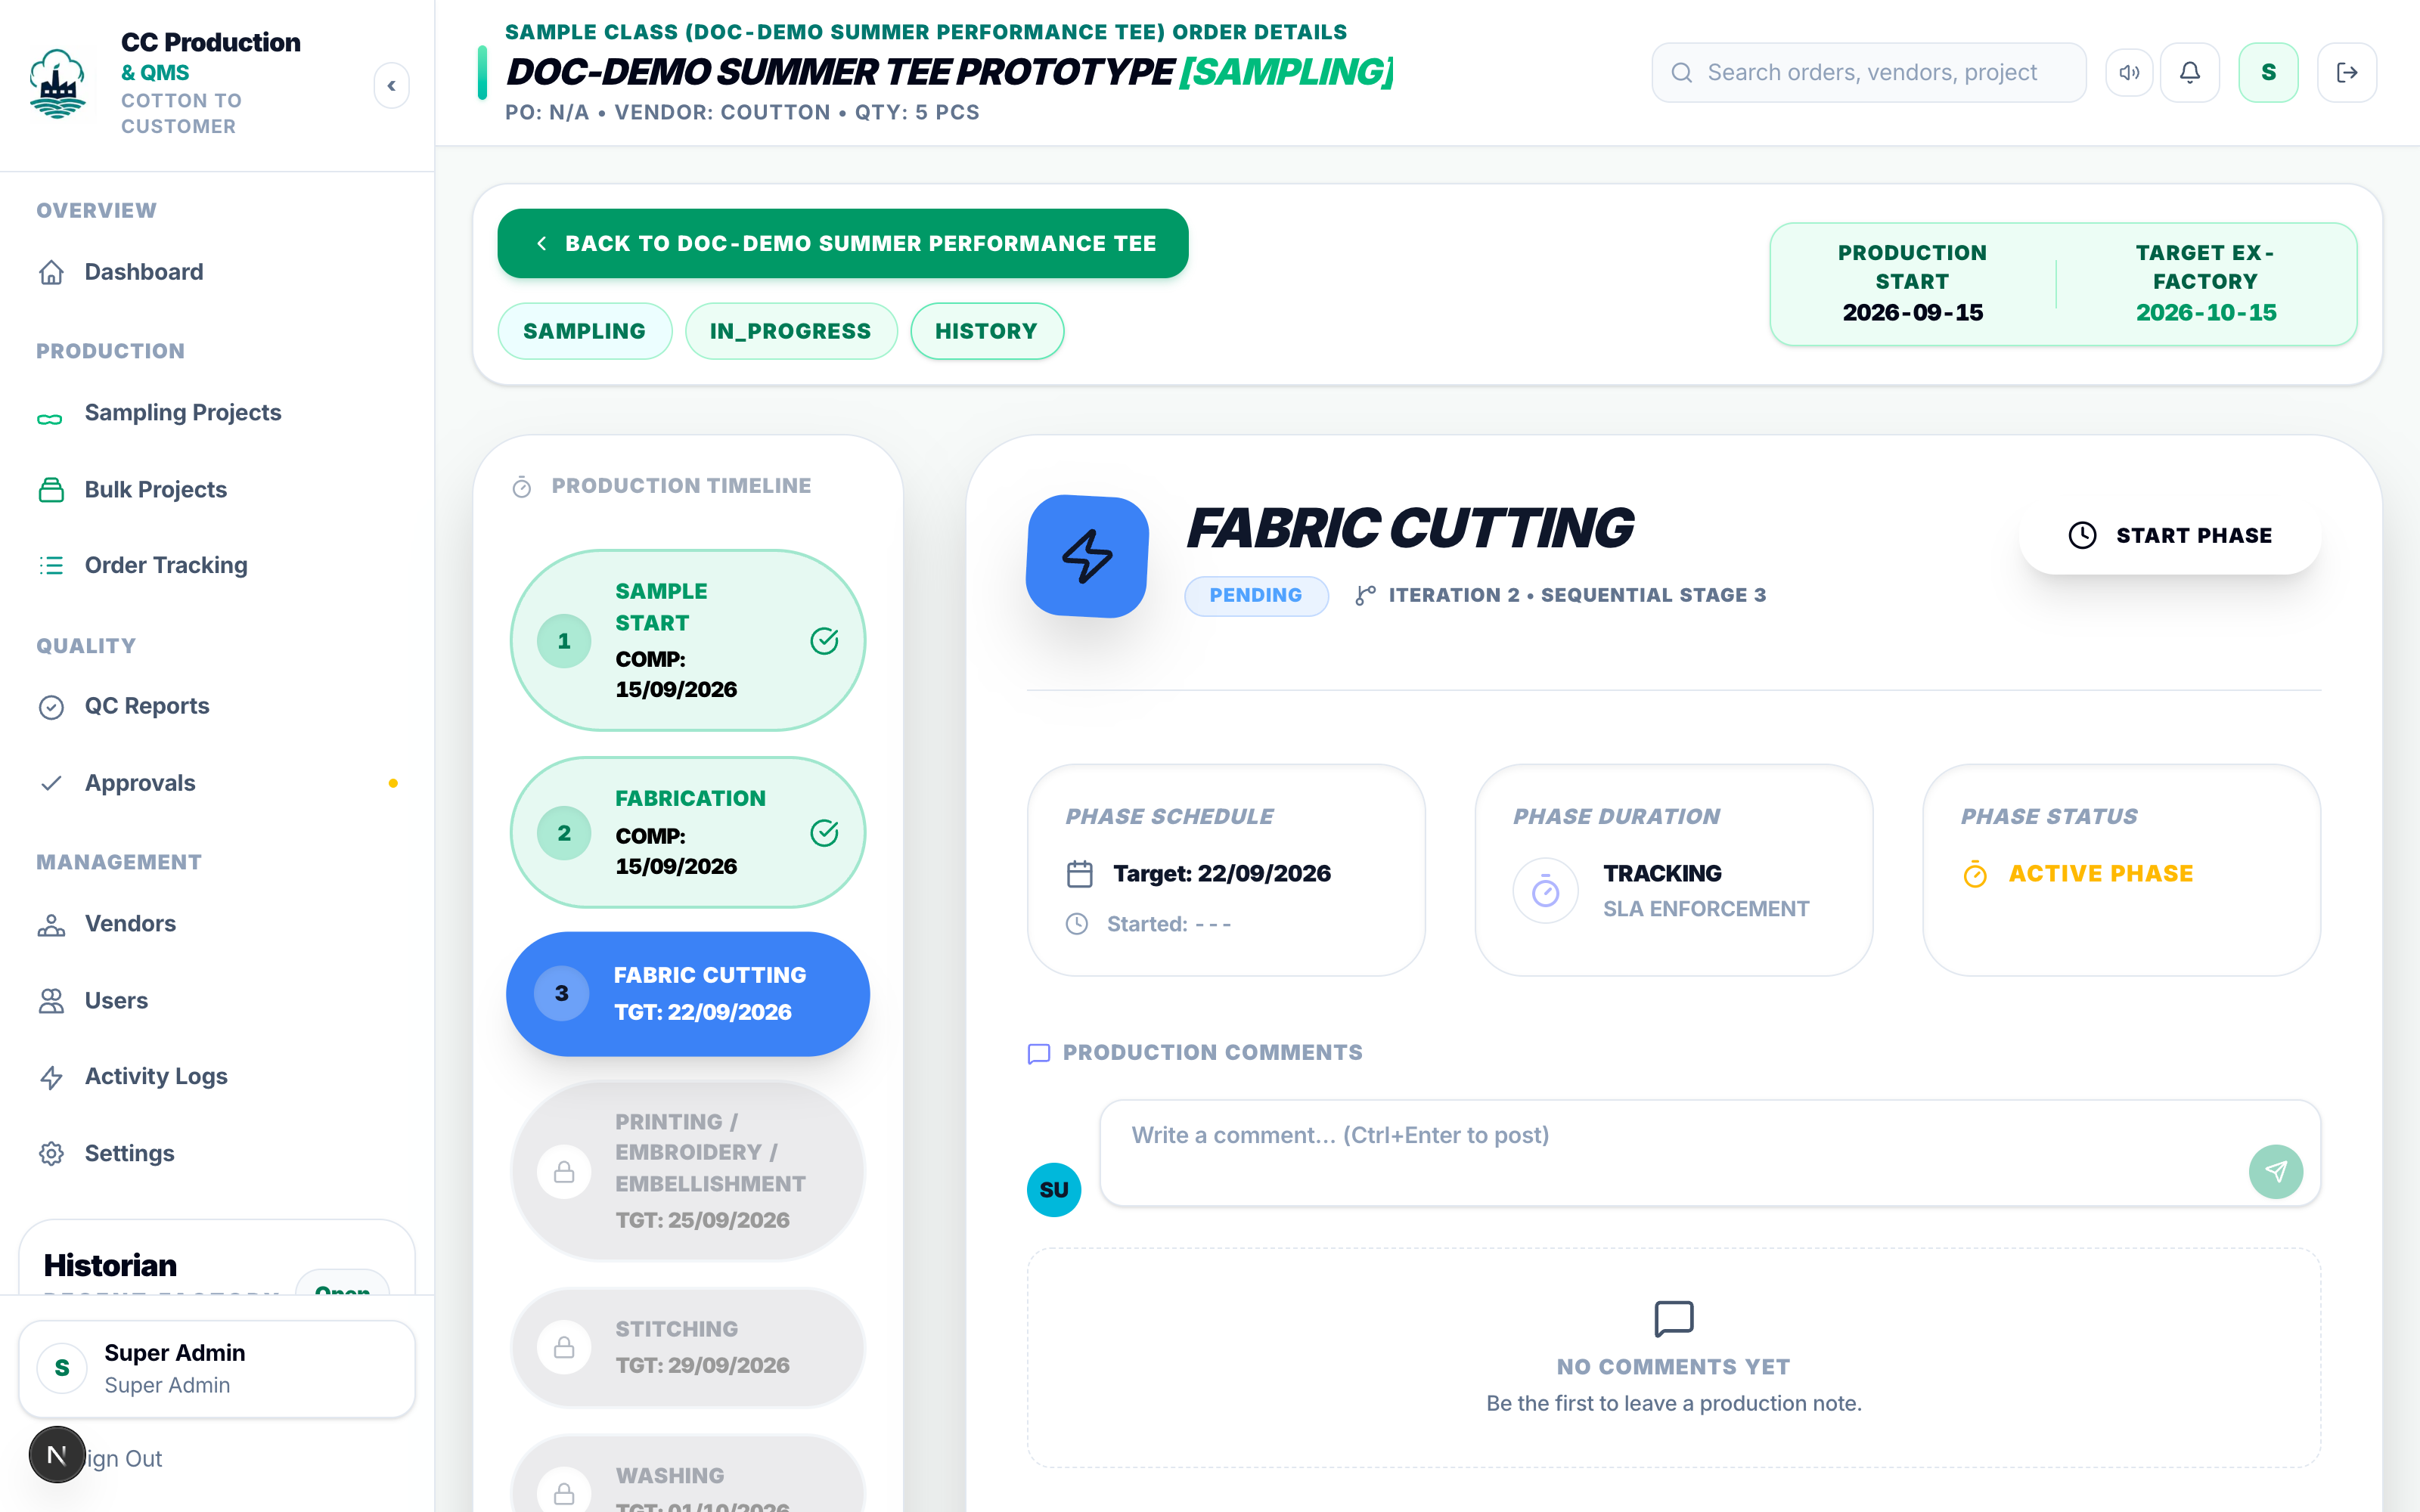 CC Production
& QMS
COTTON TO
CUSTOMER
OVERVIEW
Dashboard
PRODUCTION
Sampling Projects
Bulk Projects
Order Tracking
QUALITY
QC Reports
Approvals
MANAGEMENT
Vendors
Users
Activity Logs
Settings
Historian
Open
S
Super Admin
Super Admin
N
ign Out
SAMPLE CLASS (DOC-DEMO SUMMER PERFORMANCE TEE) ORDER DETAILS
DOC-DEMO SUMMER TEE PROTOTYPE [SAMPLING]
PO: N/A • VENDOR: COUTTON • QTY: 5 PCS
Search orders, vendors, project
S
BACK TO DOC-DEMO SUMMER PERFORMANCE TEE
SAMPLING
IN_PROGRESS
HISTORY
PRODUCTION
START
2026-09-15
TARGET EX-
FACTORY
2026-10-15
PRODUCTION TIMELINE
1
SAMPLE
START
COMP:
15/09/2026
2
FABRICATION
COMP:
15/09/2026
3
FABRIC CUTTING
TGT: 22/09/2026
PRINTING /
EMBROIDERY /
EMBELLISHMENT
TGT: 25/09/2026
STITCHING
TGT: 29/09/2026
WASHING
TGT: 01/10/2026
FABRIC CUTTING
PENDING
ITERATION 2 • SEQUENTIAL STAGE 3
START PHASE
PHASE SCHEDULE
Target: 22/09/2026
Started: ---
PHASE DURATION
TRACKING
SLA ENFORCEMENT
PHASE STATUS
ACTIVE PHASE
PRODUCTION COMMENTS
SU
Write a comment... (Ctrl+Enter to post)
NO COMMENTS YET
Be the first to leave a production note.